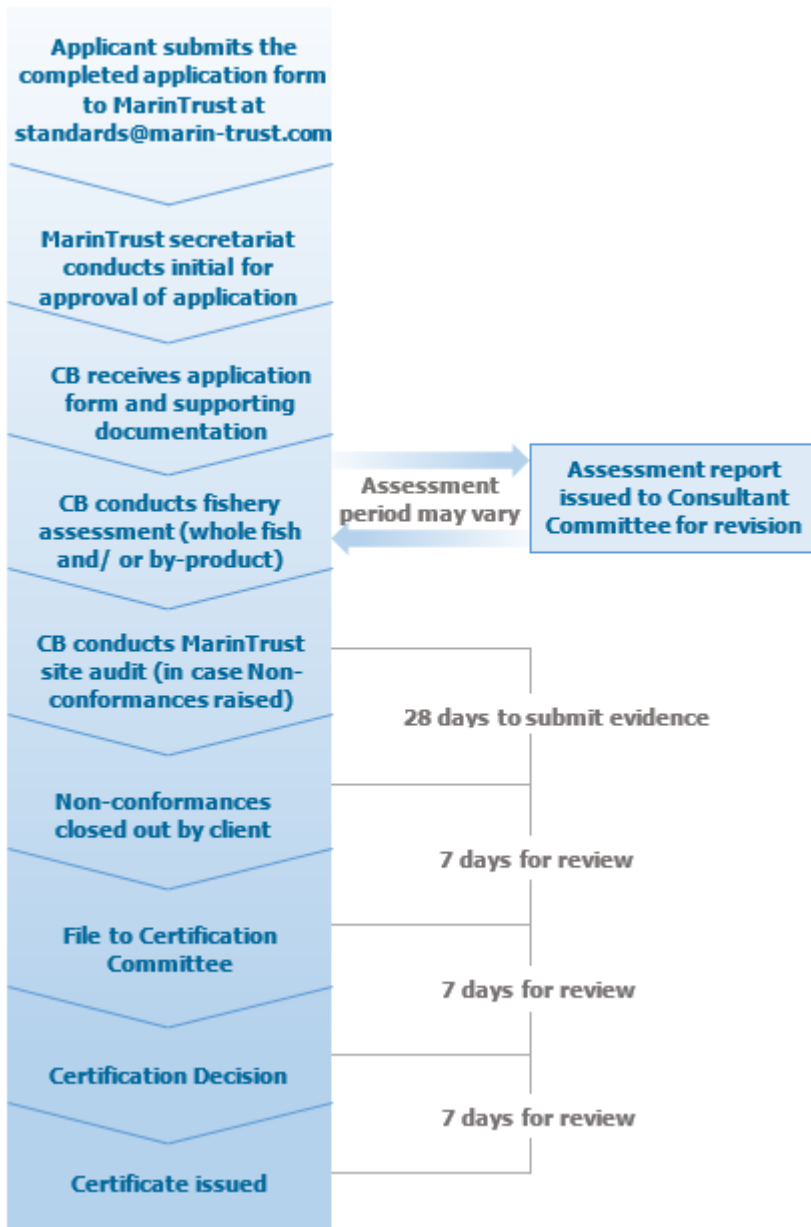 Applicant submits the
completed application form
to MarinTrust at
standards@marin-trust.com
MarinTrust secretariat
conducts initial for
approval of application
CB receives application
form and supporting
documentation
CB conducts fishery
assessment (whole fish
and/ or by-product)
Assessment
period may vary
Assessment report
issued to Consultant
Committee for revision
CB conducts MarinTrust
site audit (in case Non-
conformances raised)
28 days to submit evidence
Non-conformances
closed out by client
7 days for review
File to Certification
Committee
7 days for review
Certification Decision
7 days for review
Certificate issued